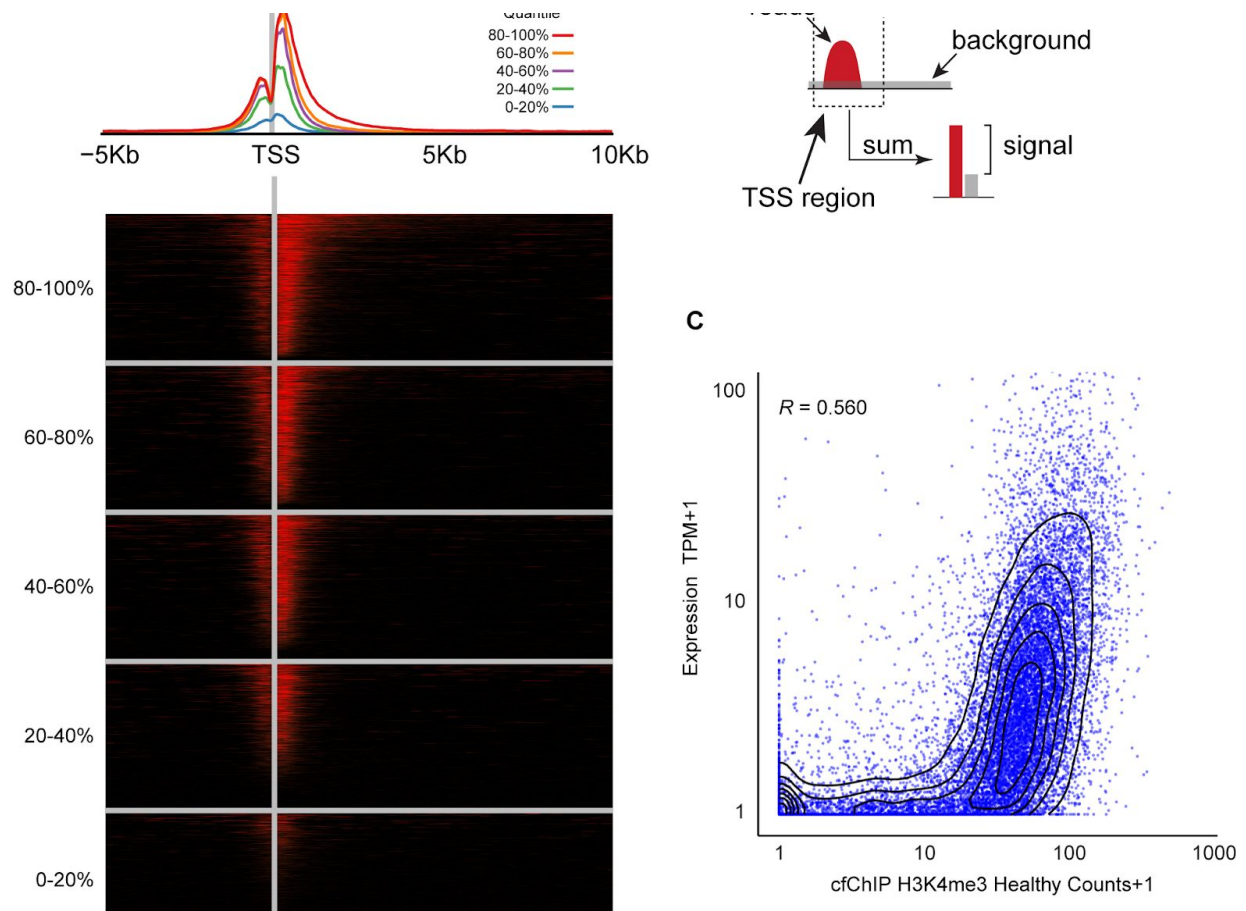 Quantile
80-100%
60-80%
40-60%
20-40%
0-20%
−5Kb TSS 5Kb 10Kb
80-100%
60-80%
40-60%
20-40%
0-20%
reads
background
sum
signal
TSS region
C
R = 0.560
Expression TPM+1
100
10
1
1 10 100 1000
cfChIP H3K4me3 Healthy Counts+1